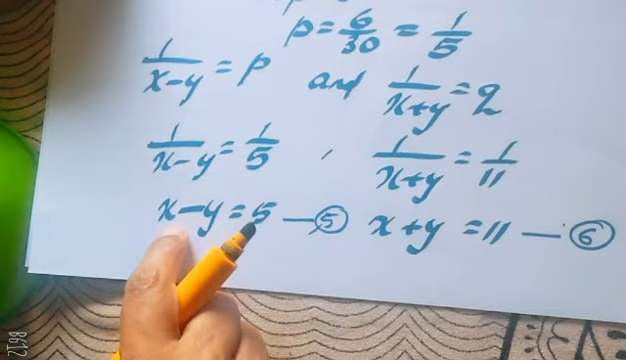 p = 6/30 = 1/5
1/(x-y) = p and 1/(x+y) = q
1/(x-y) = 1/5 , 1/(x+y) = 1/11
x-y = 5 — ⑤ x+y = 11 — ⑥